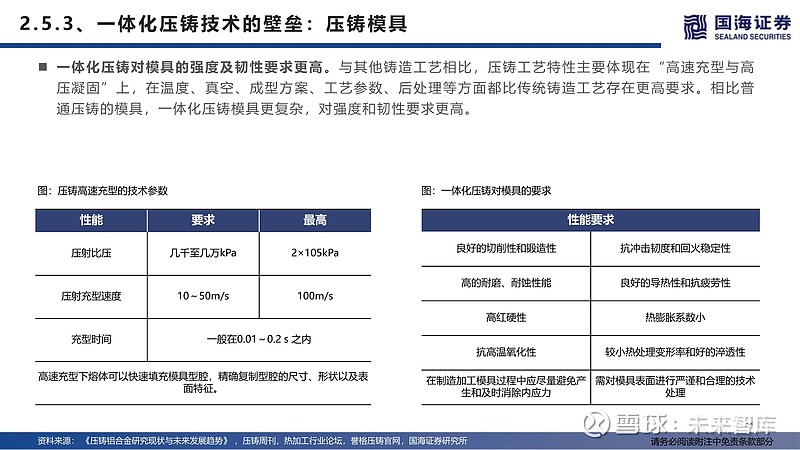 2.5.3、一体化压铸技术的壁垒：压铸模具
国海证券
SEALAND SECURITIES
■ 一体化压铸对模具的强度及韧性要求更高。与其他铸造工艺相比，压铸工艺特性主要体现在“高速充型与高
压凝固”上，在温度、真空、成型方案、工艺参数、后处理等方面都比传统铸造工艺存在更高要求。相比普
通压铸的模具，一体化压铸模具更复杂，对强度和韧性要求更高。
图：压铸高速充型的技术参数
性能 要求 最高
压射比压 几千至几万kPa 2×105kPa
压射充型速度 10～50m/s 100m/s
充型时间 一般在0.01～0.2 s 之内
高速充型下熔体可以快速填充模具型腔，精确复制型腔的尺寸、形状以及表
面特征。
图：一体化压铸对模具的要求
性能要求
良好的切削性和锻造性 抗冲击韧度和回火稳定性
高的耐磨、耐蚀性能 良好的导热性和抗疲劳性
高红硬性 热膨胀系数小
抗高温氧化性 较小热处理变形率和好的淬透性
在制造加工模具过程中应尽量避免产
生和及时消除内应力
需对模具表面进行严谨和合理的技术
处理
雪球：未来智库
资料来源：《压铸铝合金研究现状与未来发展趋势》，压铸周刊，热加工行业论坛，誉格压铸官网，国海证券研究所
请务必阅读附注中免责条款部分